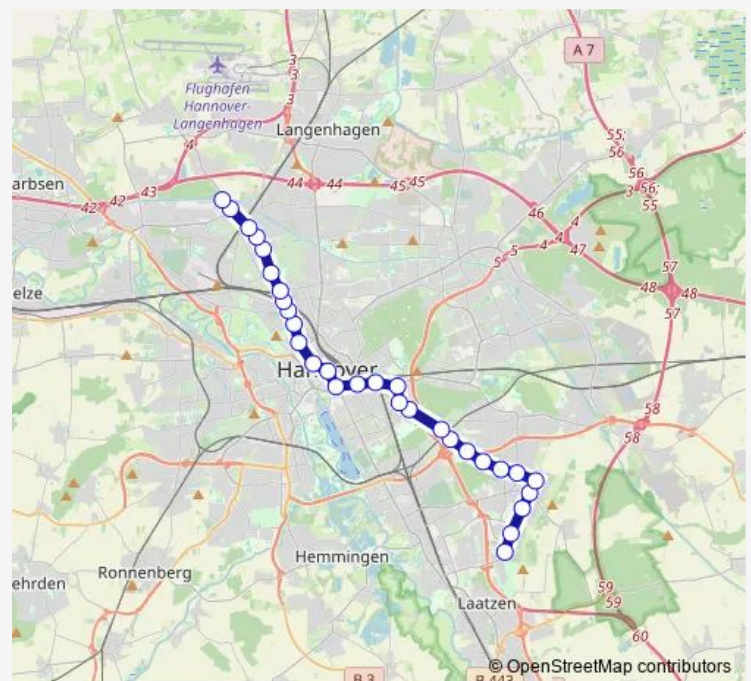 A 7
3
3
3
Flughafen
Hannover-
Langenhagen
Langenhagen
4
55;
56
56;
56
3
55
arbsen
42
42
43
44
44
45
45
46
4
4
47
5
5
4
57
48
48
57
elze
Hannover
58
58
Hemmingen
Ronnenberg
ehrden
Laatzen
59
59
60
B 3
B 443
© OpenStreetMap contributors